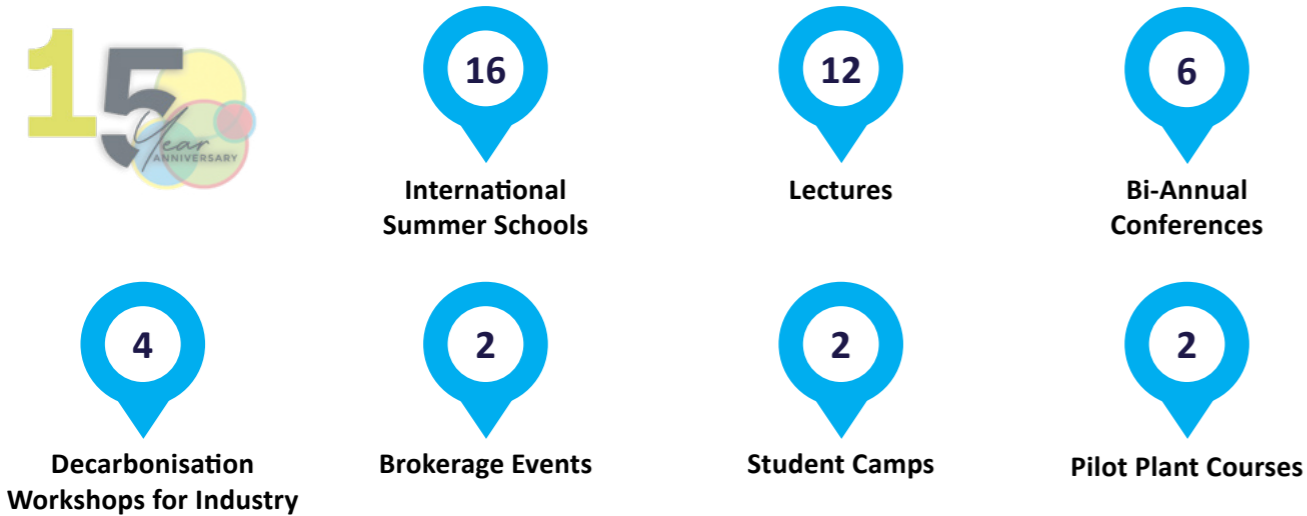 15
Year
ANNIVERSARY
16
International
Summer Schools
12
Lectures
6
Bi-Annual
Conferences
4
Decarbonisation
Workshops for Industry
2
Brokerage Events
2
Student Camps
2
Pilot Plant Courses